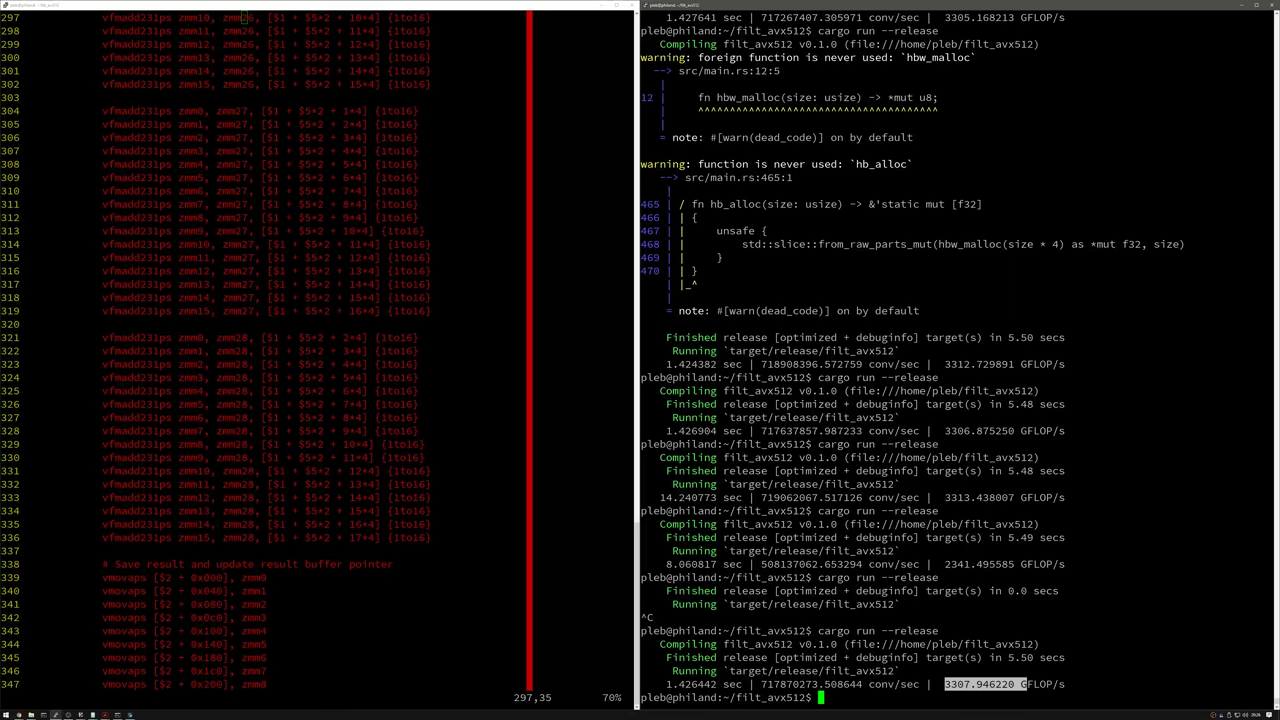 pleb@philand: ~/filt_avx512
297 vfmadd231ps zmm10, zmm26, [$1 + $5*2 + 10*4] {1to16}
298 vfmadd231ps zmm11, zmm26, [$1 + $5*2 + 11*4] {1to16}
299 vfmadd231ps zmm12, zmm26, [$1 + $5*2 + 12*4] {1to16}
300 vfmadd231ps zmm13, zmm26, [$1 + $5*2 + 13*4] {1to16}
301 vfmadd231ps zmm14, zmm26, [$1 + $5*2 + 14*4] {1to16}
302 vfmadd231ps zmm15, zmm26, [$1 + $5*2 + 15*4] {1to16}
303
304 vfmadd231ps zmm0, zmm27, [$1 + $5*2 + 1*4] {1to16}
305 vfmadd231ps zmm1, zmm27, [$1 + $5*2 + 2*4] {1to16}
306 vfmadd231ps zmm2, zmm27, [$1 + $5*2 + 3*4] {1to16}
307 vfmadd231ps zmm3, zmm27, [$1 + $5*2 + 4*4] {1to16}
308 vfmadd231ps zmm4, zmm27, [$1 + $5*2 + 5*4] {1to16}
309 vfmadd231ps zmm5, zmm27, [$1 + $5*2 + 6*4] {1to16}
310 vfmadd231ps zmm6, zmm27, [$1 + $5*2 + 7*4] {1to16}
311 vfmadd231ps zmm7, zmm27, [$1 + $5*2 + 8*4] {1to16}
312 vfmadd231ps zmm8, zmm27, [$1 + $5*2 + 9*4] {1to16}
313 vfmadd231ps zmm9, zmm27, [$1 + $5*2 + 10*4] {1to16}
314 vfmadd231ps zmm10, zmm27, [$1 + $5*2 + 11*4] {1to16}
315 vfmadd231ps zmm11, zmm27, [$1 + $5*2 + 12*4] {1to16}
316 vfmadd231ps zmm12, zmm27, [$1 + $5*2 + 13*4] {1to16}
317 vfmadd231ps zmm13, zmm27, [$1 + $5*2 + 14*4] {1to16}
318 vfmadd231ps zmm14, zmm27, [$1 + $5*2 + 15*4] {1to16}
319 vfmadd231ps zmm15, zmm27, [$1 + $5*2 + 16*4] {1to16}
320
321 vfmadd231ps zmm0, zmm28, [$1 + $5*2 + 2*4] {1to16}
322 vfmadd231ps zmm1, zmm28, [$1 + $5*2 + 3*4] {1to16}
323 vfmadd231ps zmm2, zmm28, [$1 + $5*2 + 4*4] {1to16}
324 vfmadd231ps zmm3, zmm28, [$1 + $5*2 + 5*4] {1to16}
325 vfmadd231ps zmm4, zmm28, [$1 + $5*2 + 6*4] {1to16}
326 vfmadd231ps zmm5, zmm28, [$1 + $5*2 + 7*4] {1to16}
327 vfmadd231ps zmm6, zmm28, [$1 + $5*2 + 8*4] {1to16}
328 vfmadd231ps zmm7, zmm28, [$1 + $5*2 + 9*4] {1to16}
329 vfmadd231ps zmm8, zmm28, [$1 + $5*2 + 10*4] {1to16}
330 vfmadd231ps zmm9, zmm28, [$1 + $5*2 + 11*4] {1to16}
331 vfmadd231ps zmm10, zmm28, [$1 + $5*2 + 12*4] {1to16}
332 vfmadd231ps zmm11, zmm28, [$1 + $5*2 + 13*4] {1to16}
333 vfmadd231ps zmm12, zmm28, [$1 + $5*2 + 14*4] {1to16}
334 vfmadd231ps zmm13, zmm28, [$1 + $5*2 + 15*4] {1to16}
335 vfmadd231ps zmm14, zmm28, [$1 + $5*2 + 16*4] {1to16}
336 vfmadd231ps zmm15, zmm28, [$1 + $5*2 + 17*4] {1to16}
337
338 # Save result and update result buffer pointer
339 vmovaps [$2 + 0x000], zmm0
340 vmovaps [$2 + 0x040], zmm1
341 vmovaps [$2 + 0x080], zmm2
342 vmovaps [$2 + 0x0c0], zmm3
343 vmovaps [$2 + 0x100], zmm4
344 vmovaps [$2 + 0x140], zmm5
345 vmovaps [$2 + 0x180], zmm6
346 vmovaps [$2 + 0x1c0], zmm7
347 vmovaps [$2 + 0x200], zmm8
297,35 70%
pleb@philand: ~/filt_avx512
1.427641 sec | 717267407.305971 conv/sec | 3305.168213 GFLOP/s
pleb@philand:~/filt_avx512$ cargo run --release
Compiling filt_avx512 v0.1.0 (file:///home/pleb/filt_avx512)
warning: foreign function is never used: `hbw_malloc`
--> src/main.rs:12:5
|
12 | fn hbw_malloc(size: usize) -> *mut u8;
| ^^^^^^^^^^^^^^^^^^^^^^^^^^^^^^^^^^^^^^
|
= note: #[warn(dead_code)] on by default
warning: function is never used: `hb_alloc`
--> src/main.rs:465:1
|
465 | / fn hb_alloc(size: usize) -> &'static mut [f32]
466 | | {
467 | | unsafe {
468 | | std::slice::from_raw_parts_mut(hbw_malloc(size * 4) as *mut f32, size)
469 | | }
470 | | }
| |_^
|
= note: #[warn(dead_code)] on by default
Finished release [optimized + debuginfo] target(s) in 5.50 secs
Running `target/release/filt_avx512`
1.424382 sec | 718908396.572759 conv/sec | 3312.729891 GFLOP/s
pleb@philand:~/filt_avx512$ cargo run --release
Compiling filt_avx512 v0.1.0 (file:///home/pleb/filt_avx512)
Finished release [optimized + debuginfo] target(s) in 5.48 secs
Running `target/release/filt_avx512`
1.426904 sec | 717637857.987233 conv/sec | 3306.875250 GFLOP/s
pleb@philand:~/filt_avx512$ cargo run --release
Compiling filt_avx512 v0.1.0 (file:///home/pleb/filt_avx512)
Finished release [optimized + debuginfo] target(s) in 5.48 secs
Running `target/release/filt_avx512`
14.240773 sec | 719062067.517126 conv/sec | 3313.438007 GFLOP/s
pleb@philand:~/filt_avx512$ cargo run --release
Compiling filt_avx512 v0.1.0 (file:///home/pleb/filt_avx512)
Finished release [optimized + debuginfo] target(s) in 5.49 secs
Running `target/release/filt_avx512`
8.060817 sec | 508137062.653294 conv/sec | 2341.495585 GFLOP/s
pleb@philand:~/filt_avx512$ cargo run --release
Finished release [optimized + debuginfo] target(s) in 0.0 secs
Running `target/release/filt_avx512`
^C
pleb@philand:~/filt_avx512$ cargo run --release
Compiling filt_avx512 v0.1.0 (file:///home/pleb/filt_avx512)
Finished release [optimized + debuginfo] target(s) in 5.50 secs
Running `target/release/filt_avx512`
1.426442 sec | 717870273.508644 conv/sec | 3307.946220 GFLOP/s
pleb@philand:~/filt_avx512$